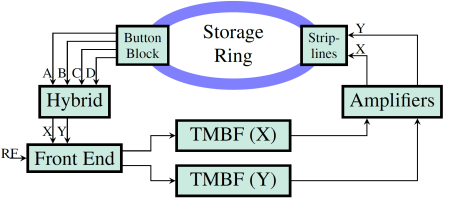 Button
Block
Storage
Ring
Strip-
lines
Y
X
A
B
C
D
Hybrid
Amplifiers
X
Y
RF
Front End
TMBF (X)
TMBF (Y)